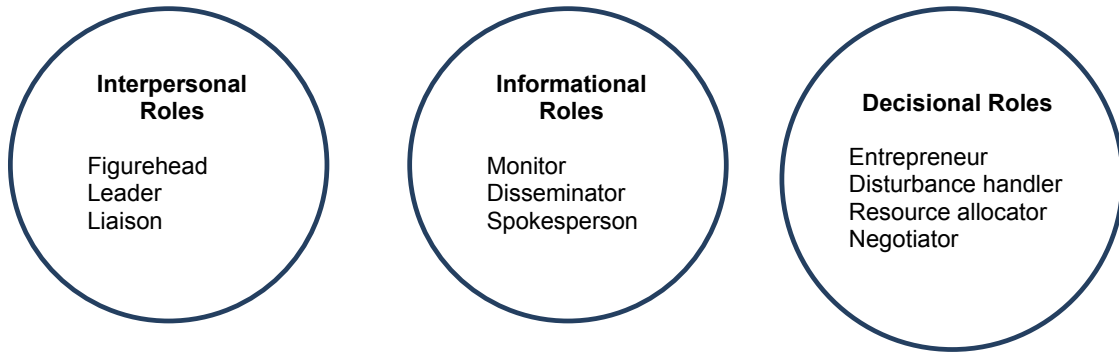 Interpersonal
Roles
Figurehead
Leader
Liaison
Informational
Roles
Monitor
Disseminator
Spokesperson
Decisional Roles
Entrepreneur
Disturbance handler
Resource allocator
Negotiator